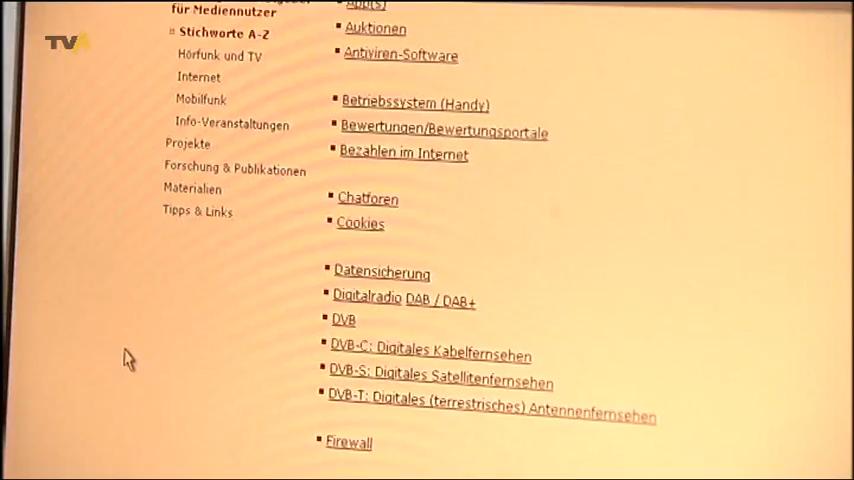 TVA
für Mediennutzer
Stichworte A-Z
Hörfunk und TV
Internet
Mobilfunk
Info-Veranstaltungen
Projekte
Forschung & Publikationen
Materialien
Tipps & Links
App(s)
Auktionen
Antiviren-Software
Betriebssystem (Handy)
Bewertungen/Bewertungsportale
Bezahlen im Internet
Chatforen
Cookies
Datensicherung
Digitalradio DAB / DAB+
DVB
DVB-C: Digitales Kabelfernsehen
DVB-S: Digitales Satellitenfernsehen
DVB-T: Digitales (terrestrisches) Antennenfernsehen
Firewall